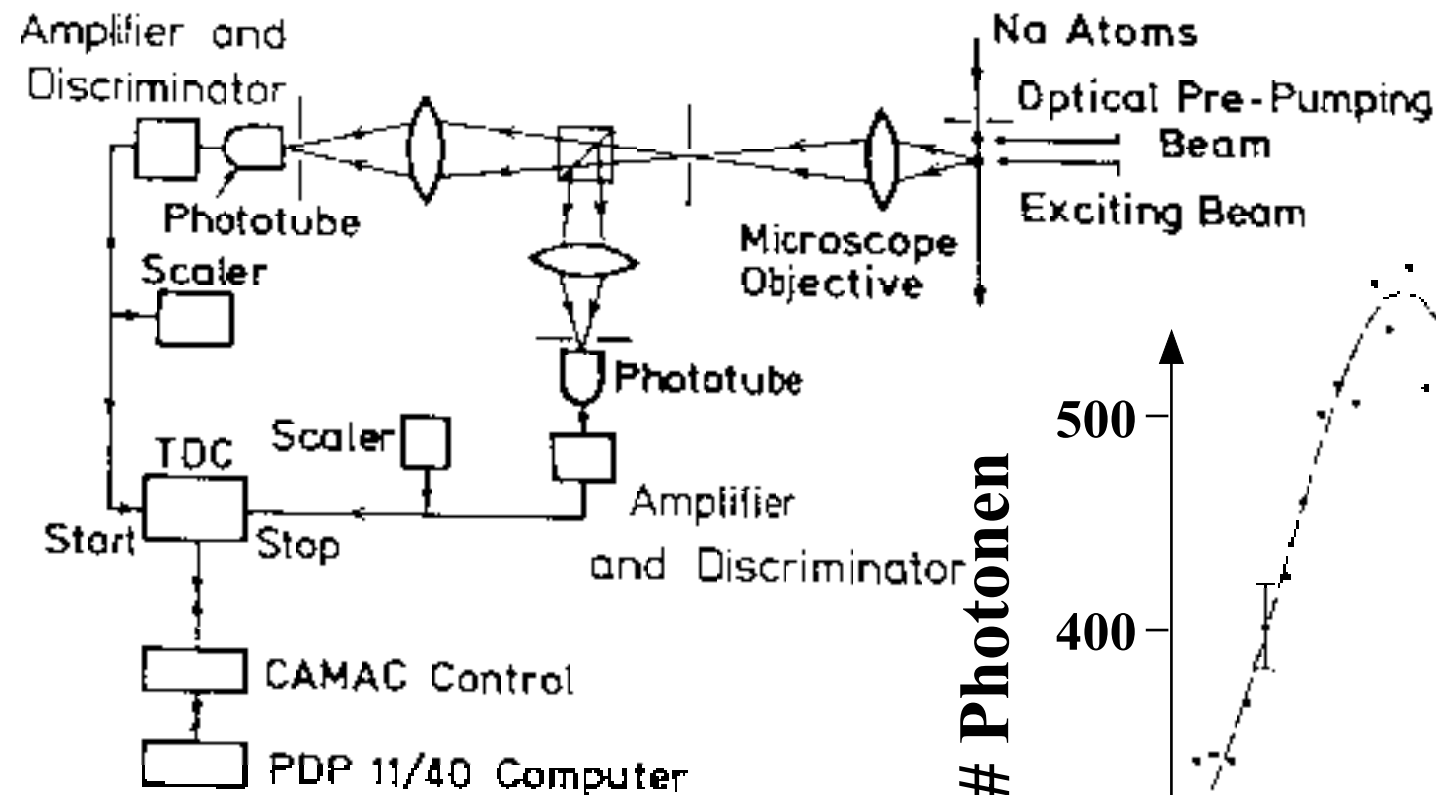 Amplifier and
Discriminator
Phototube
Scaler
Na Atoms
Optical Pre-Pumping
Beam
Exciting Beam
Microscope
Objective
Phototube
Scaler
TDC
Start
Stop
Amplifier
and Discriminator
CAMAC Control
PDP 11/40 Computer
500
400
# Photonen